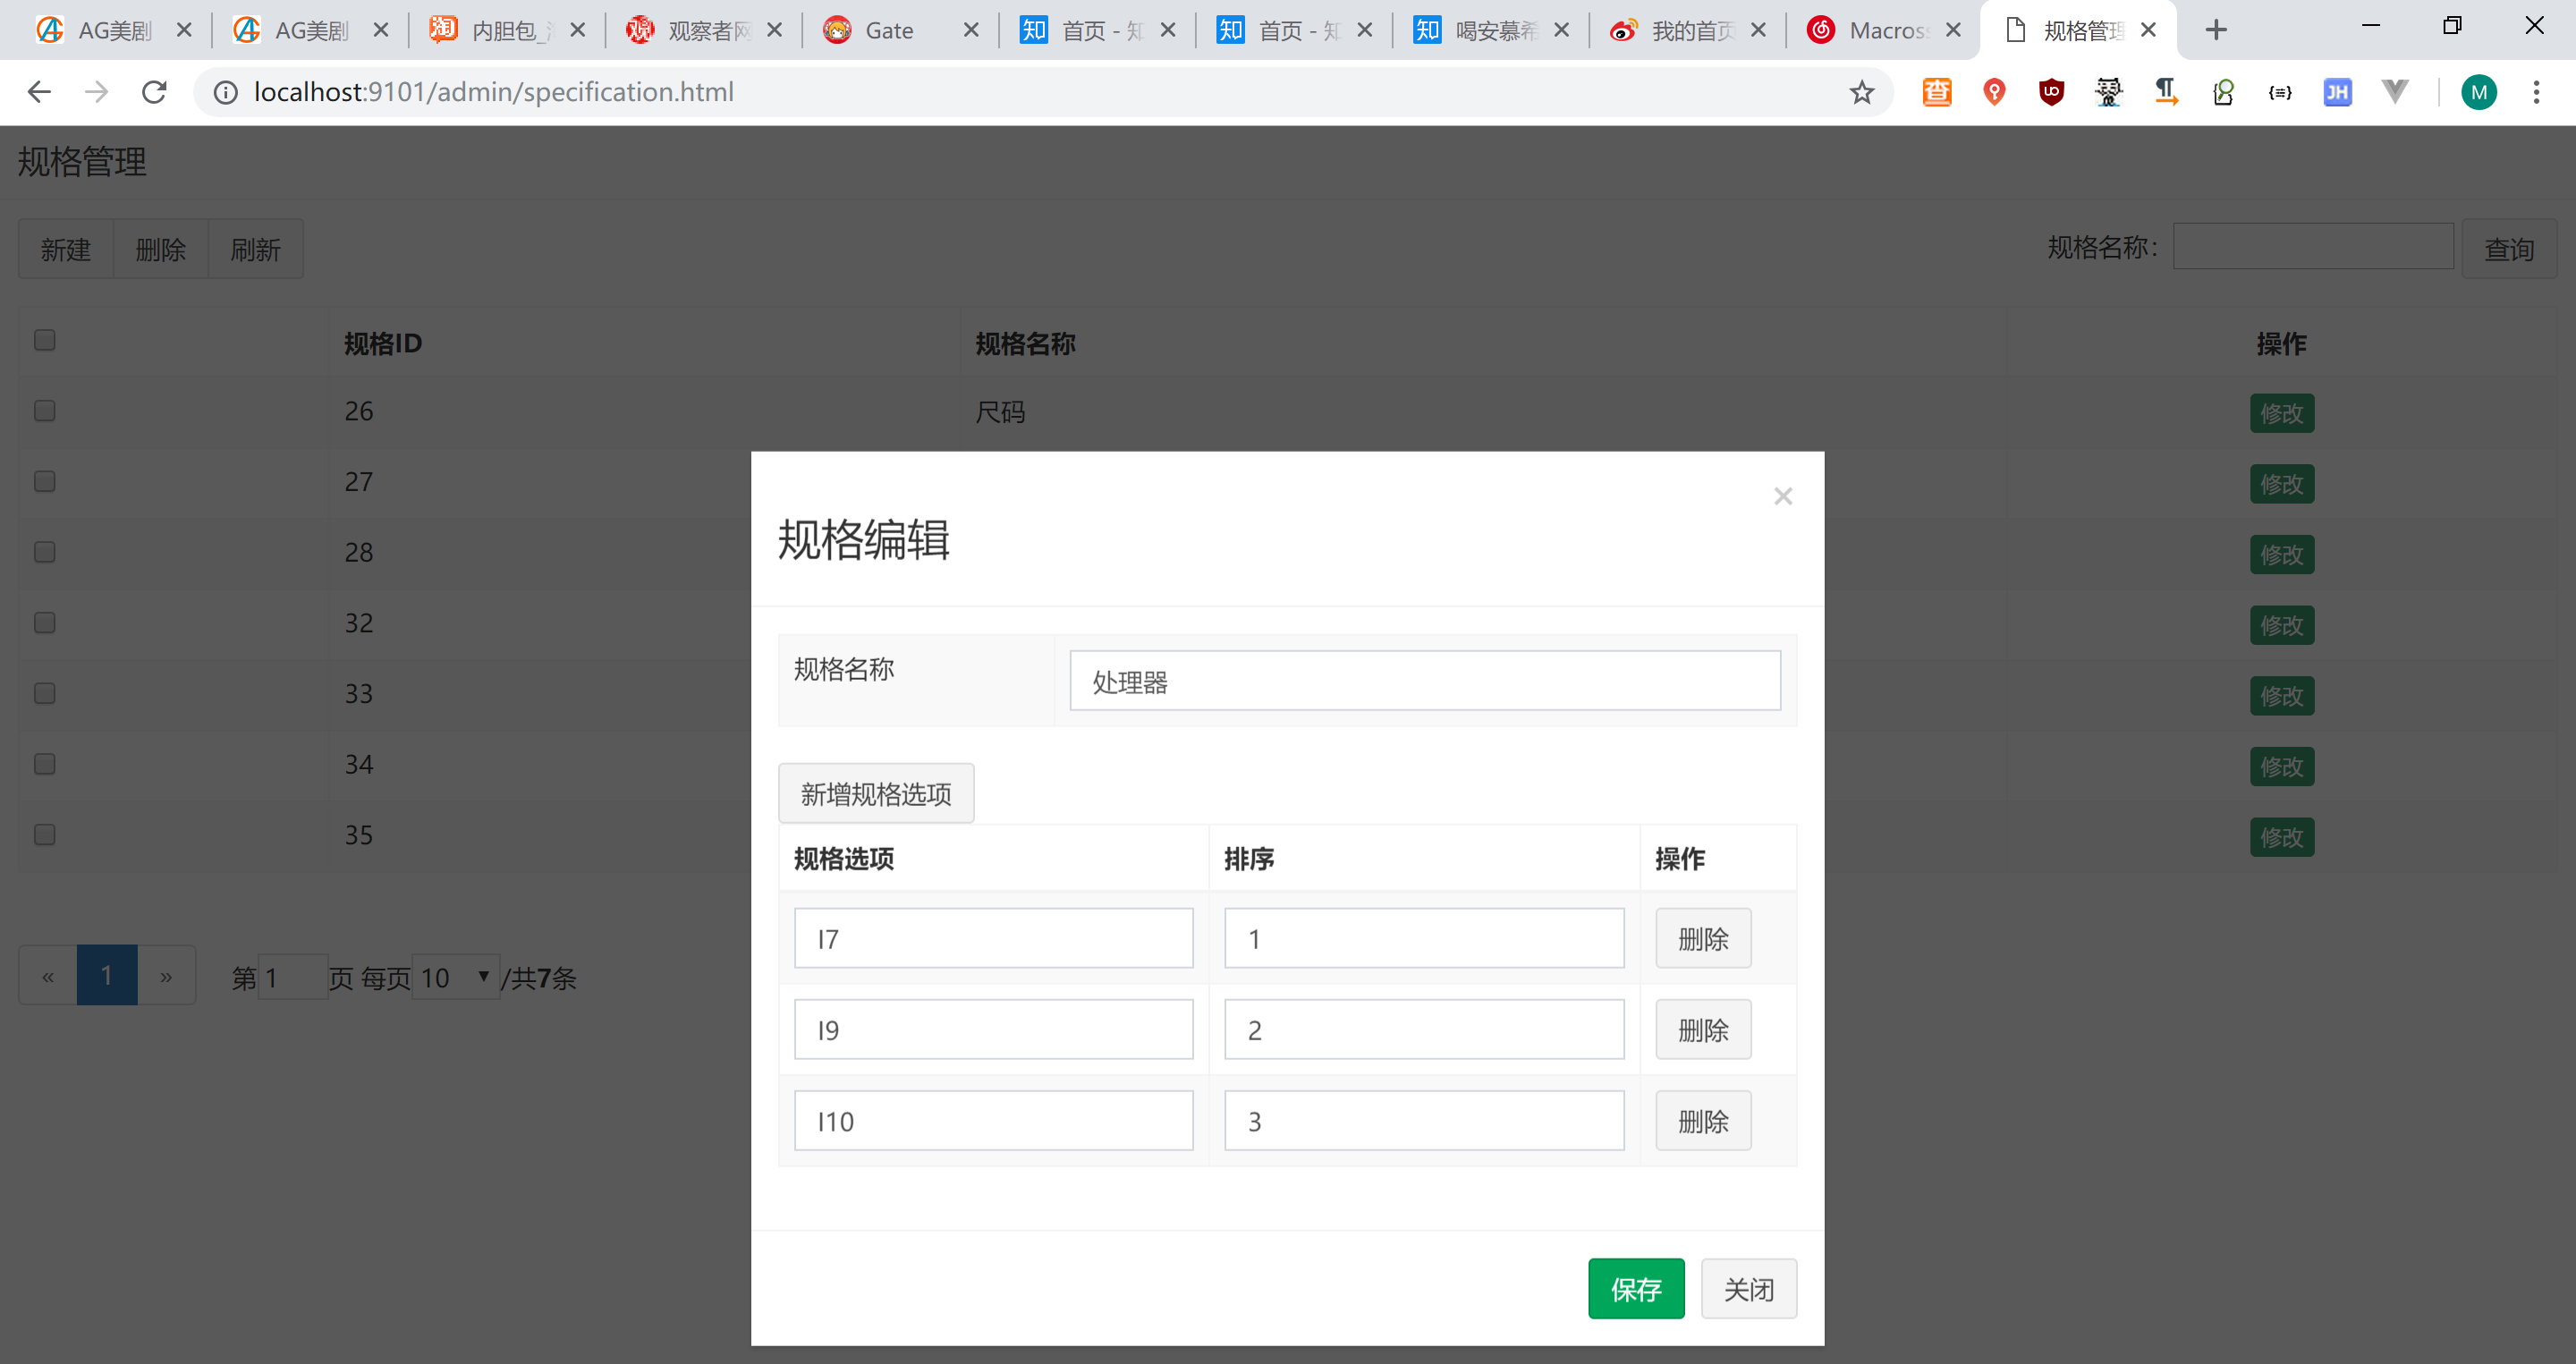 AG美剧 AG美剧 内胆包_ 观察者网 Gate 首页 - 知 首页 - 知 喝安慕希 我的首页 Macross 规格管理
localhost:9101/admin/specification.html
M
规格管理
新建 删除 刷新 规格名称： 查询
规格ID 规格名称 操作
26 尺码 修改
27 修改
28 修改
32 修改
33 修改
34 修改
35 修改
« 1 » 第 1 页 每页 10 /共7条
×
规格编辑
规格名称 处理器
新增规格选项
规格选项 排序 操作
I7 1 删除
I9 2 删除
I10 3 删除
保存 关闭